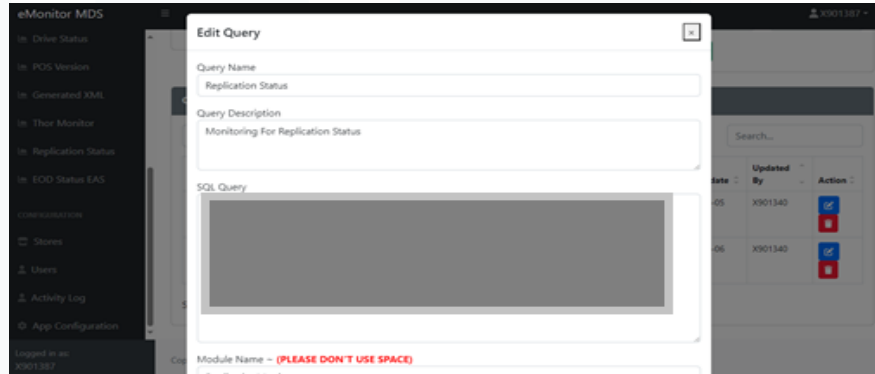 eMonitor MDS
X901387
Drive Status
POS Version
Generated XML
Thor Monitor
Replication Status
EOD Status EAS
CONFIGURATION
Stores
Users
Activity Log
App Configuration
Logged in as:
X901387
Edit Query
×
Query Name
Replication Status
Query Description
Monitoring For Replication Status
SQL Query
Module Name ~ (PLEASE DON'T USE SPACE)
Search...
Updated By
Action
-05
X901340
-06
X901340